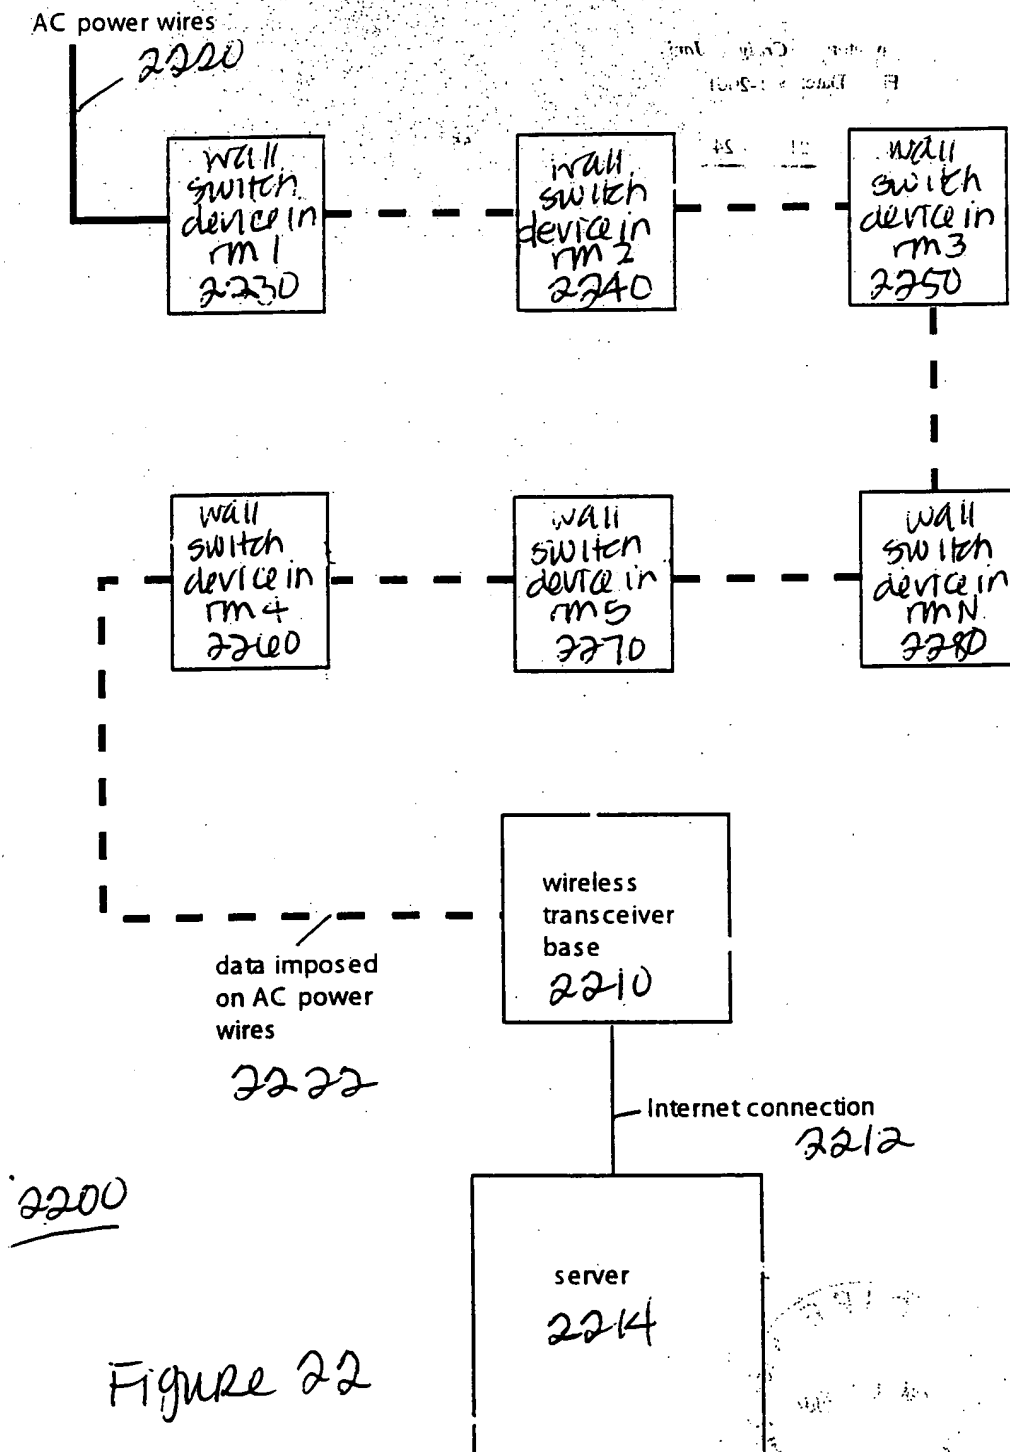 AC power wires
2220
wall
switch
device in
rm 1
2230
wall
switch
device in
rm 2
2240
wall
switch
device in
rm 3
2250
wall
switch
device in
rm 4
2260
wall
switch
device in
rm 5
2270
wall
switch
device in
rm N
2280
wireless
transceiver
base
2210
data imposed
on AC power
wires
2222
Internet connection
2212
2200
server
2214
Figure 22